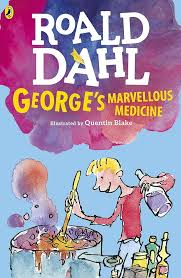 ROALD
DAHL
GEORGE'S MARVELLOUS
MEDICINE
Illustrated by Quentin Blake